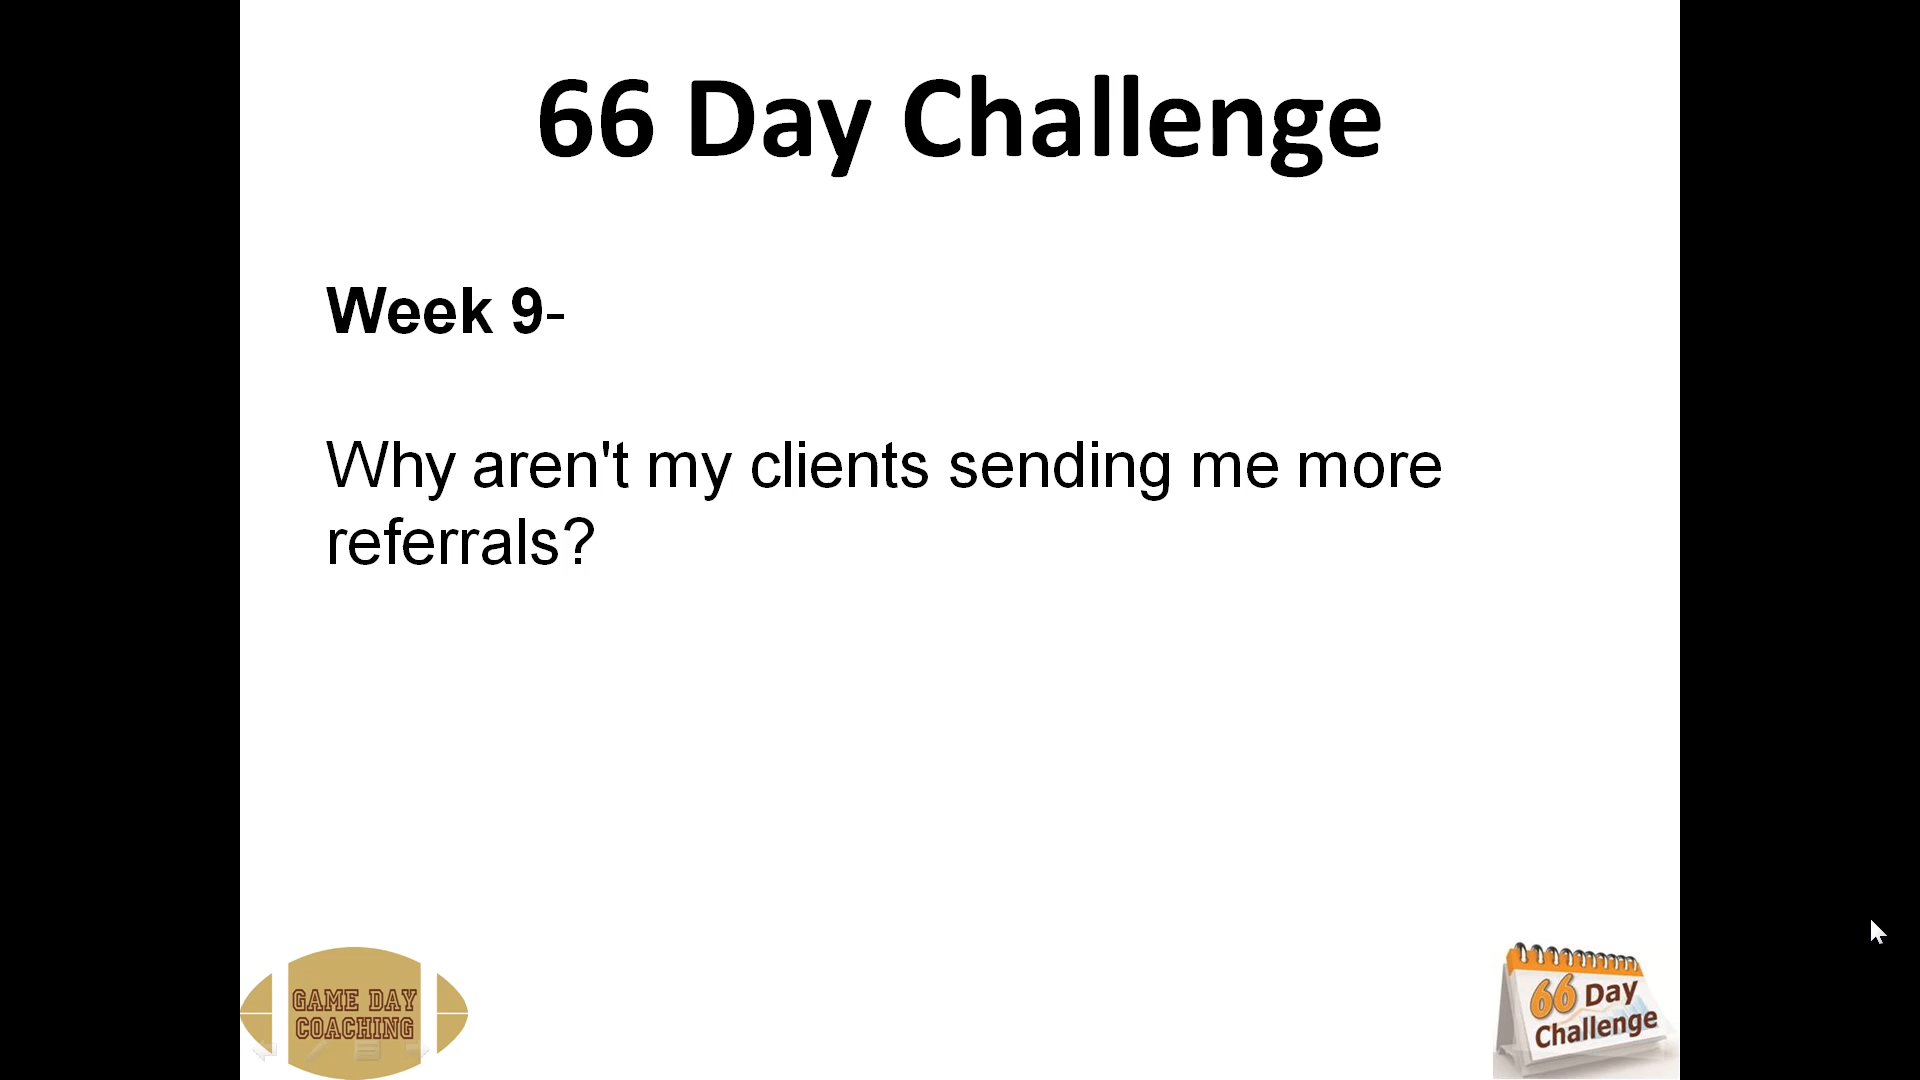 66 Day Challenge
Week 9-
Why aren't my clients sending me more
referrals?
GAME DAY
COACHING
66 Day
Challenge